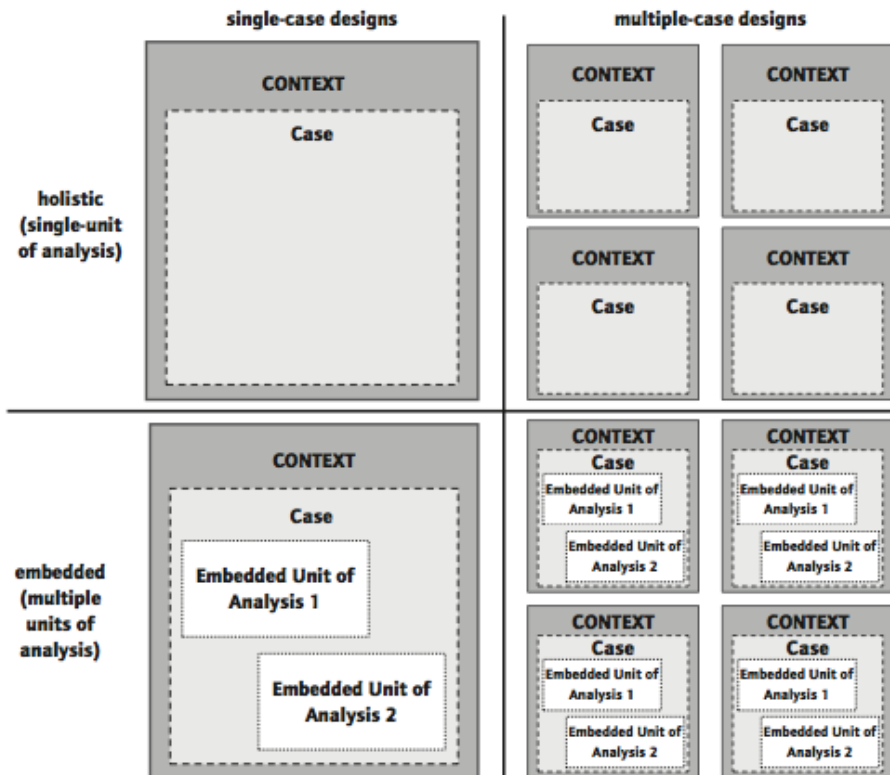 single-case designs
multiple-case designs
holistic
(single-unit
of analysis)
CONTEXT
Case
CONTEXT
Case
CONTEXT
Case
CONTEXT
Case
CONTEXT
Case
embedded
(multiple
units of
analysis)
CONTEXT
Case
Embedded Unit of
Analysis 1
Embedded Unit of
Analysis 2
CONTEXT
Case
Embedded Unit of
Analysis 1
Embedded Unit of
Analysis 2
CONTEXT
Case
Embedded Unit of
Analysis 1
Embedded Unit of
Analysis 2
CONTEXT
Case
Embedded Unit of
Analysis 1
Embedded Unit of
Analysis 2
CONTEXT
Case
Embedded Unit of
Analysis 1
Embedded Unit of
Analysis 2